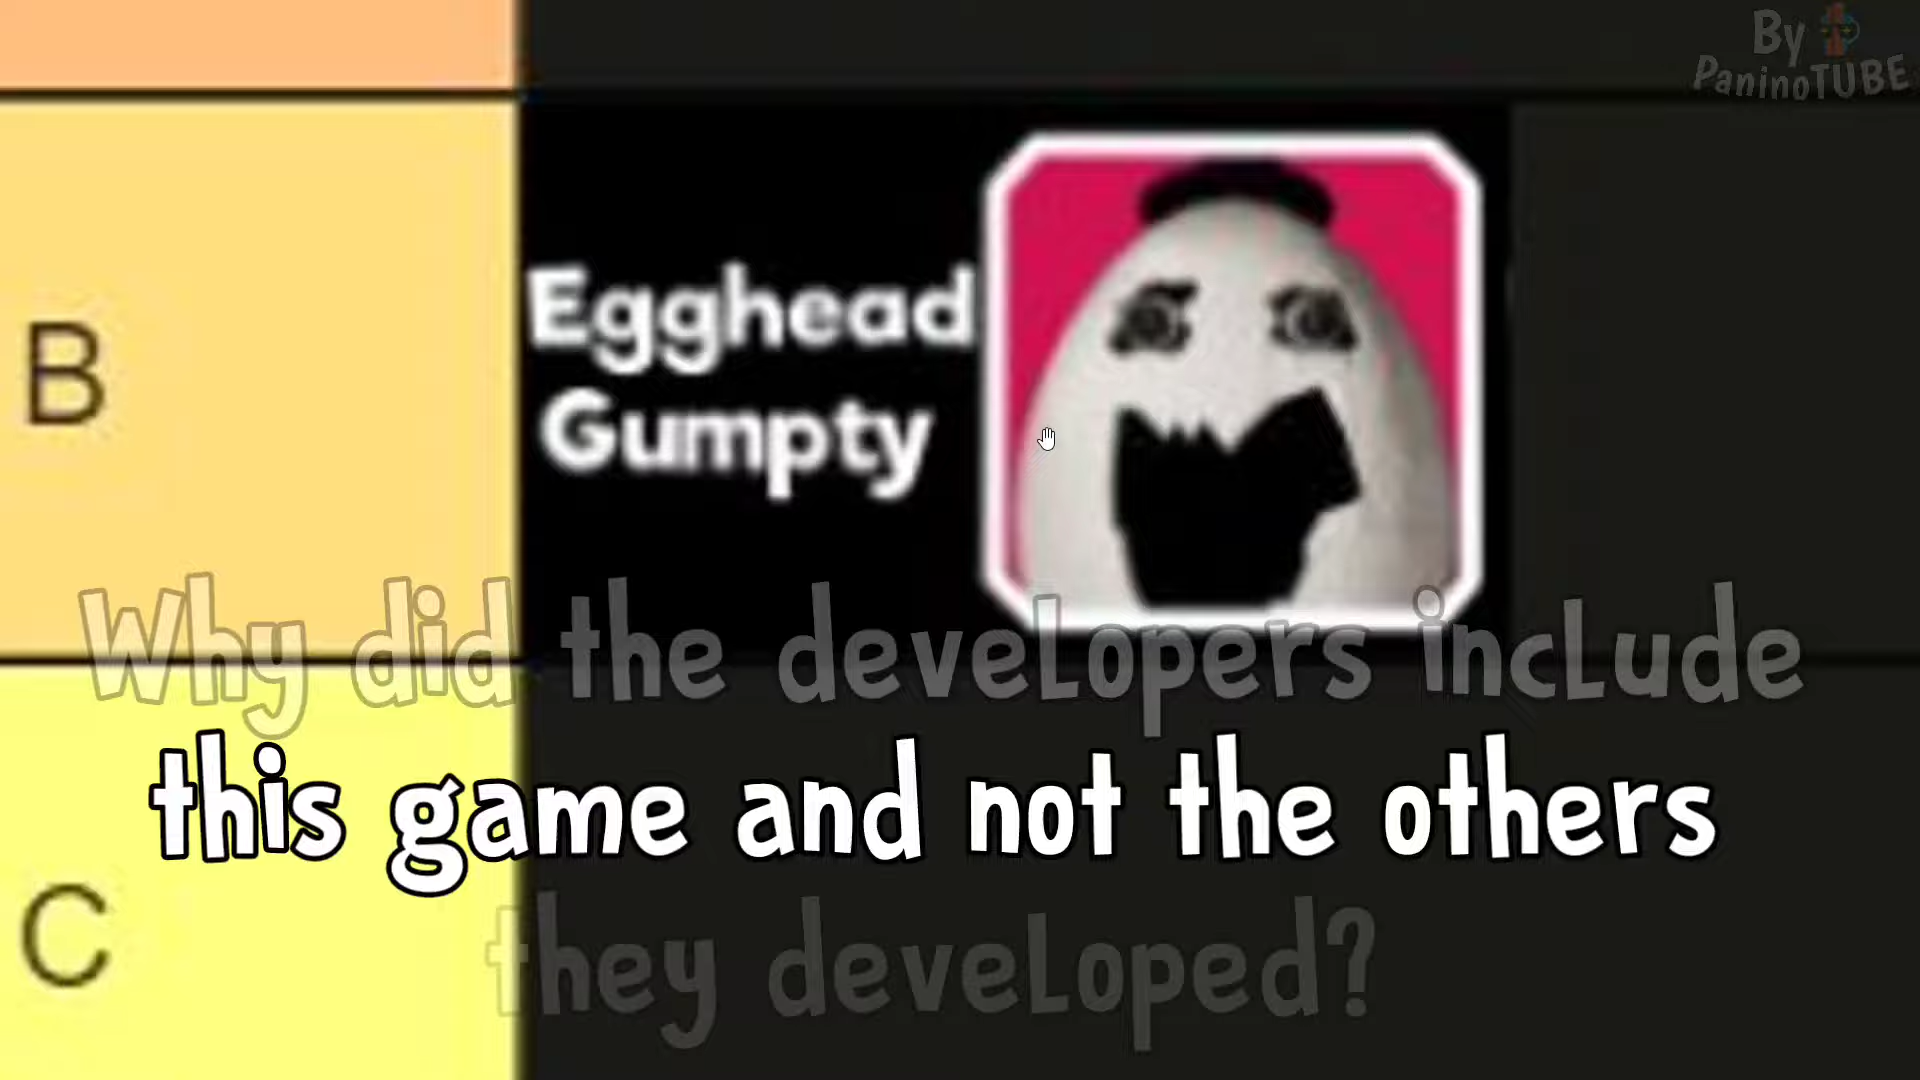 By
PaninoTUBE
B
Egghead
Gumpty
Why did the developers include
this game and not the others
they developed?
C